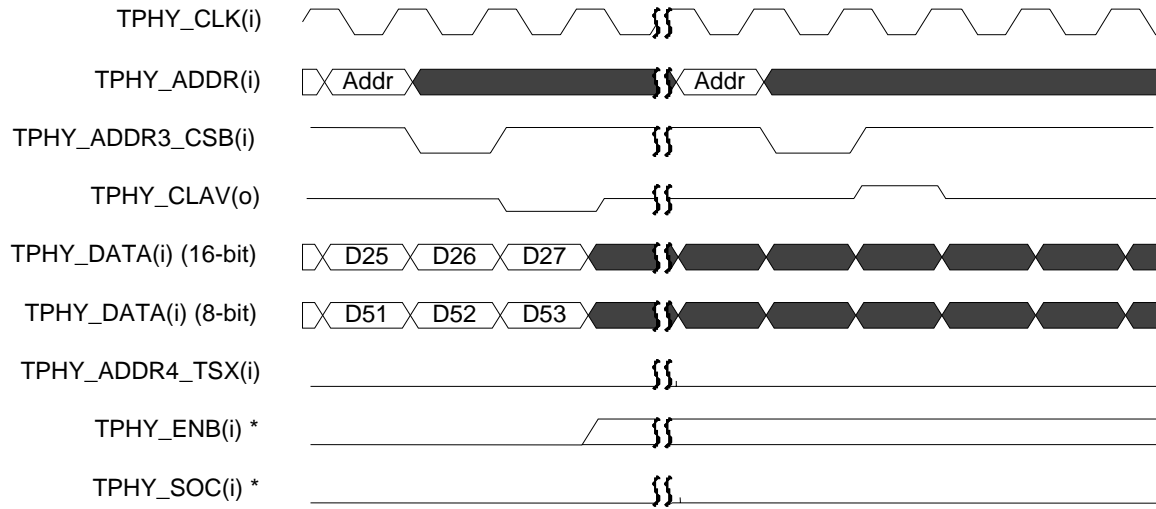 TPHY_CLK(i)
TPHY_ADDR(i) Addr Addr
TPHY_ADDR3_CSB(i)
TPHY_CLAV(o)
TPHY_DATA(i) (16-bit) D25 D26 D27
TPHY_DATA(i) (8-bit) D51 D52 D53
TPHY_ADDR4_TSX(i)
TPHY_ENB(i) *
TPHY_SOC(i) *